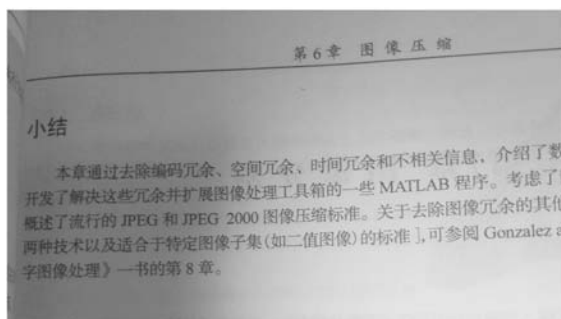 第6章 图像压缩
小结
本章通过去除编码冗余、空间冗余、时间冗余和不相关信息，介绍了数
开发了解决这些冗余并扩展图像处理工具箱的一些 MATLAB 程序。考虑了
概述了流行的 JPEG 和 JPEG 2000 图像压缩标准。关于去除图像冗余的其他
两种技术以及适合于特定图像子集(如二值图像)的标准],可参阅 Gonzalez a
字图像处理》一书的第 8 章。